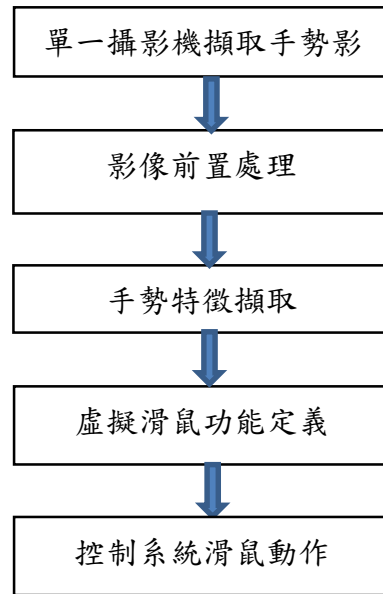 單一攝影機擷取手勢影
影像前置處理
手勢特徵擷取
虛擬滑鼠功能定義
控制系統滑鼠動作